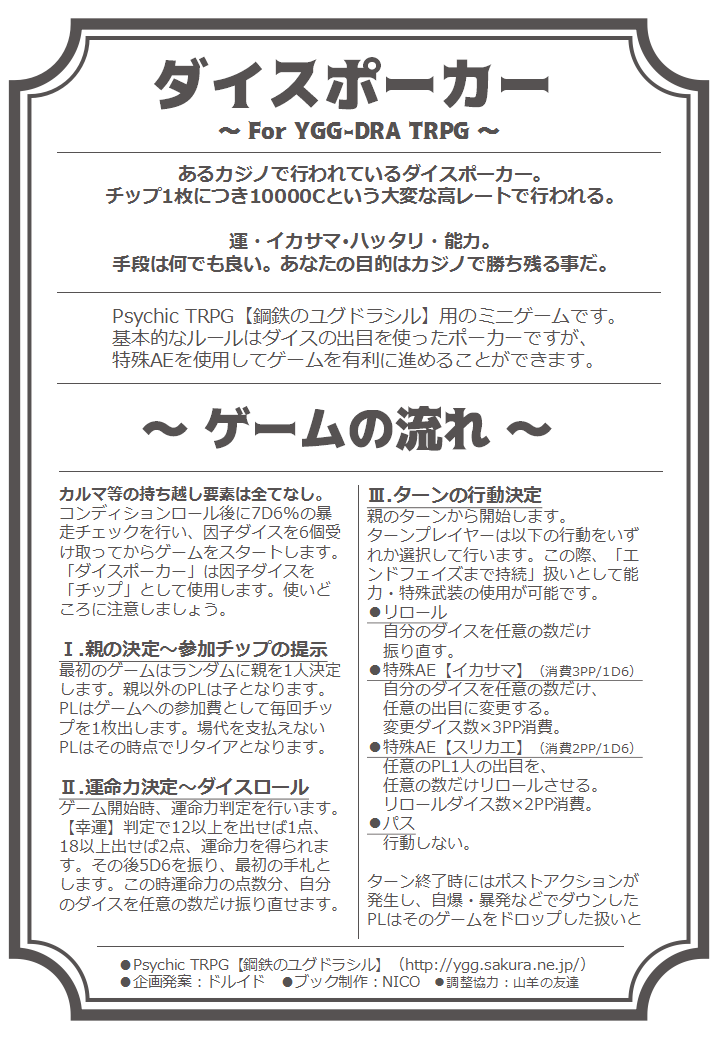 ダイスポーカー
～ For YGG-DRA TRPG ～
あるカジノで行われているダイスポーカー。
チップ1枚につき10000Cという大変な高レートで行われる。
運・イカサマ・ハッタリ・能力。
手段は何でも良い。あなたの目的はカジノで勝ち残る事だ。
Psychic TRPG【鋼鉄のユグドラシル】用のミニゲームです。
基本的なルールはダイスの出目を使ったポーカーですが、
特殊AEを使用してゲームを有利に進めることができます。
～ ゲームの流れ ～
カルマ等の持ち越し要素は全てなし。
コンディションロール後に7D6%の暴
走チェックを行い、因子ダイスを6個受
け取ってからゲームをスタートします。
「ダイスポーカー」は因子ダイスを
「チップ」として使用します。使いど
ころに注意しましょう。
Ⅰ.親の決定～参加チップの提示
最初のゲームはランダムに親を1人決定
します。親以外のPLは子となります。
PLはゲームへの参加費として毎回チッ
プを1枚出します。場代を支払えない
PLはその時点でリタイアとなります。
Ⅱ.運命力決定～ダイスロール
ゲーム開始時、運命力判定を行います。
【幸運】判定で12以上を出せば1点、
18以上出せば2点、運命力を得られま
す。その後5D6を振り、最初の手札と
します。この時運命力の点数分、自分
のダイスを任意の数だけ振り直せます。
Ⅲ.ターンの行動決定
親のターンから開始します。
ターンプレイヤーは以下の行動をいず
れか選択して行います。この際、「エ
ンドフェイズまで持続」扱いとして能
力・特殊武装の使用が可能です。
●リロール
自分のダイスを任意の数だけ
振り直す。
●特殊AE【イカサマ】（消費3PP/1D6）
自分のダイスを任意の数だけ、
任意の出目に変更する。
変更ダイス数×3PP消費。
●特殊AE【スリカエ】（消費2PP/1D6）
任意のPL1人の出目を、
任意の数だけリロールさせる。
リロールダイス数×2PP消費。
●パス
行動しない。
ターン終了時にはポストアクションが
発生し、自爆・暴発などでダウンした
PLはそのゲームをドロップした扱いと
●Psychic TRPG【鋼鉄のユグドラシル】（http://ygg.sakura.ne.jp/）
●企画発案：ドルイド ●ブック制作：NICO ●調整協力：山羊の友達